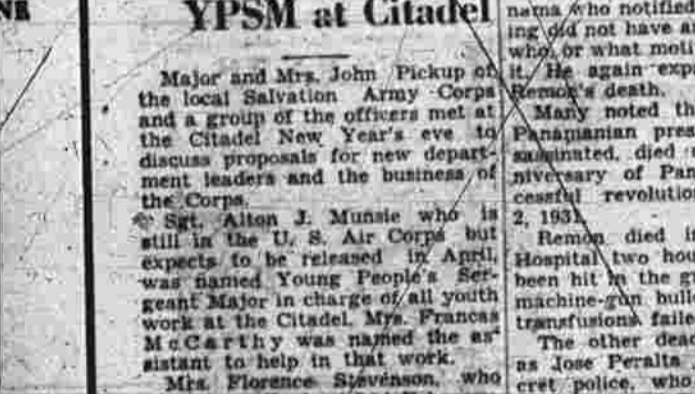 YPSM at Citadel
Major and Mrs. John Pickup of
the local Salvation Army Corps
and a group of the officers met at
the Citadel New Year's eve to
discuss proposals for new depart-
ment leaders and the business of
the Corps.
Sgt. Alton J. Munsie who is
still in the U. S. Air Corps but
expects to be released in April,
was named Young People's Ser-
geant Major in charge of all youth
work at the Citadel. Mrs. Frances
McCarthy was named the as-
sistant to help in that work.
Mrs. Florence Stevenson, who
nama who notified
ing did not have a
who or what moti
it. He again exp
Remon's death.
Many noted th
Panamanian pres
sassinated, died
niversary of Pan
cessful revolutio
2, 1931.
Remon died i
Hospital two hou
been hit in the
machine-gun bull
transfusions faile
The other dead
as Jose Peralta
cret police, who